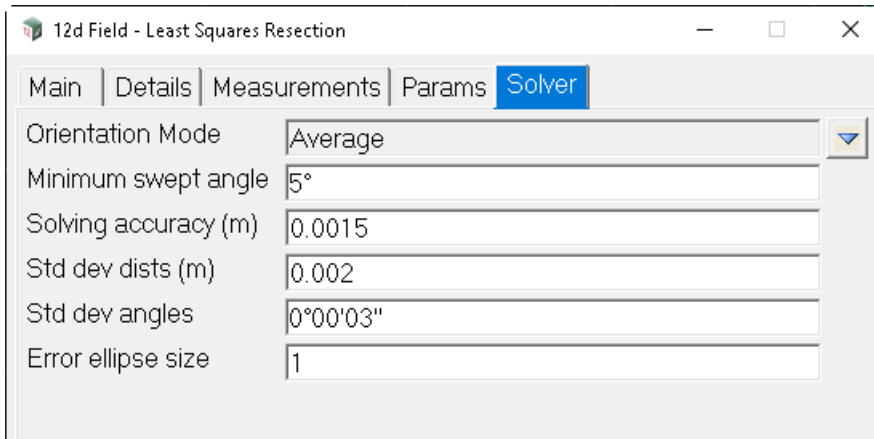 12d Field - Least Squares Resection
Main Details Measurements Params Solver
Orientation Mode Average
Minimum swept angle 5°
Solving accuracy (m) 0.0015
Std dev dists (m) 0.002
Std dev angles 0°00'03"
Error ellipse size 1